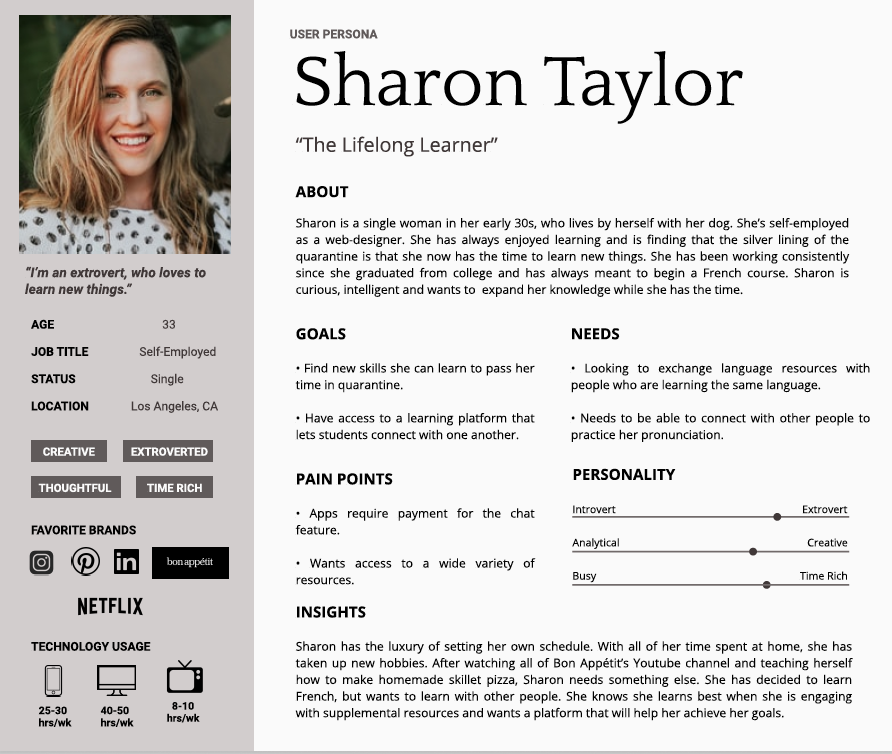 USER PERSONA
Sharon Taylor
“The Lifelong Learner”
“I’m an extrovert, who loves to
learn new things.”
AGE 33
JOB TITLE Self-Employed
STATUS Single
LOCATION Los Angeles, CA
CREATIVE EXTROVERTED
THOUGHTFUL TIME RICH
FAVORITE BRANDS
in bon appétit
NETFLIX
TECHNOLOGY USAGE
25-30
hrs/wk
40-50
hrs/wk
8-10
hrs/wk
ABOUT
Sharon is a single woman in her early 30s, who lives by herself with her dog. She’s self-employed
as a web-designer. She has always enjoyed learning and is finding that the silver lining of the
quarantine is that she now has the time to learn new things. She has been working consistently
since she graduated from college and has always meant to begin a French course. Sharon is
curious, intelligent and wants to expand her knowledge while she has the time.
GOALS
• Find new skills she can learn to pass her
time in quarantine.
• Have access to a learning platform that
lets students connect with one another.
NEEDS
• Looking to exchange language resources with
people who are learning the same language.
• Needs to be able to connect with other people to
practice her pronunciation.
PAIN POINTS
• Apps require payment for the chat
feature.
• Wants access to a wide variety of
resources.
PERSONALITY
Introvert Extrovert
Analytical Creative
Busy Time Rich
INSIGHTS
Sharon has the luxury of setting her own schedule. With all of her time spent at home, she has
taken up new hobbies. After watching all of Bon Appétit’s Youtube channel and teaching herself
how to make homemade skillet pizza, Sharon needs something else. She has decided to learn
French, but wants to learn with other people. She knows she learns best when she is engaging
with supplemental resources and wants a platform that will help her achieve her goals.